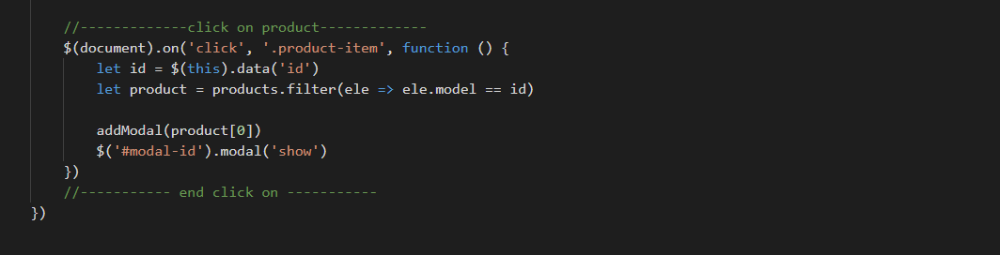 //-------------click on product-------------
$(document).on('click', '.product-item', function () {
let id = $(this).data('id')
let product = products.filter(ele => ele.model == id)
addModal(product[0])
$('#modal-id').modal('show')
})
//----------- end click on -----------
})